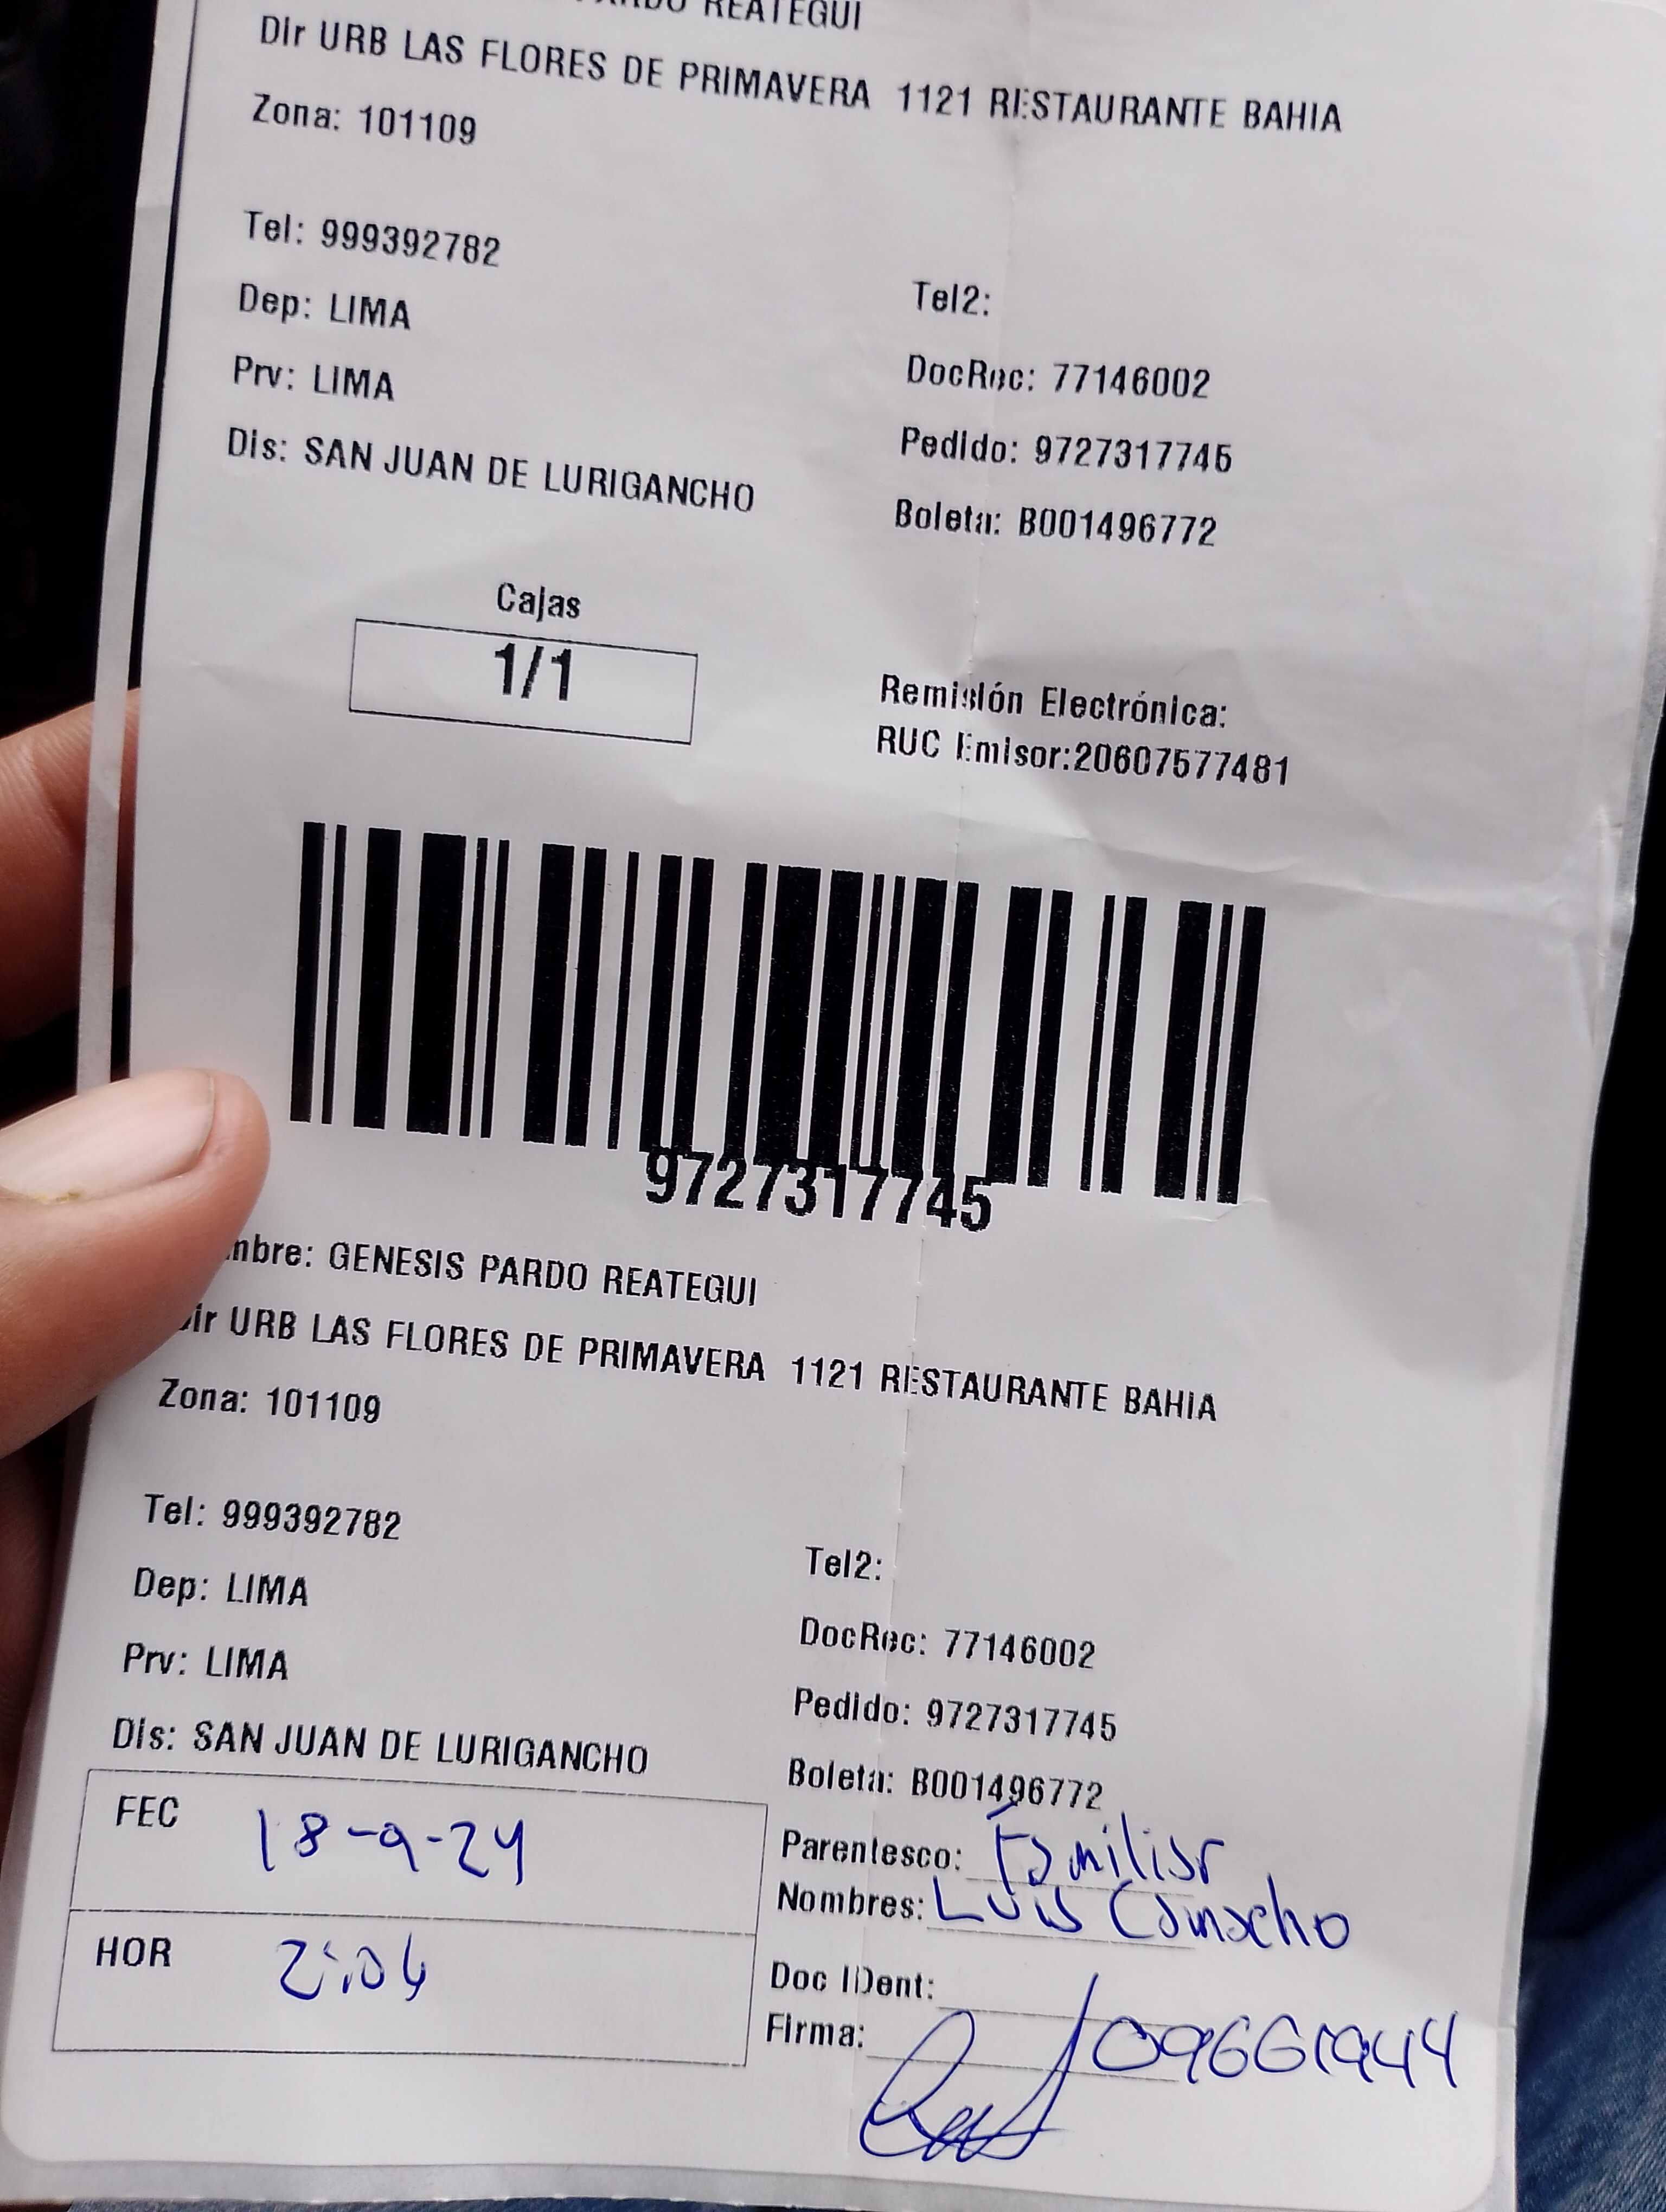 PARDO REATEGUI
Dir URB LAS FLORES DE PRIMAVERA 1121 RESTAURANTE BAHIA
Zona: 101109
Tel: 999392782
Tel2:
Dep: LIMA
DocRec: 77146002
Prv: LIMA
Pedido: 9727317745
Dis: SAN JUAN DE LURIGANCHO
Boleta: B001496772
Cajas
1/1
Remisión Electrónica:
RUC Emisor:20607577481
9727317745
mbre: GENESIS PARDO REATEGUI
Dir URB LAS FLORES DE PRIMAVERA 1121 RESTAURANTE BAHIA
Zona: 101109
Tel: 999392782
Tel2:
Dep: LIMA
DocRec: 77146002
Prv: LIMA
Pedido: 9727317745
Dis: SAN JUAN DE LURIGANCHO
Boleta: B001496772
FEC 18-9-24
Parentesco: Familiar
Nombres: Luis Camacho
HOR
Doc IDent:
Firma: 09661944